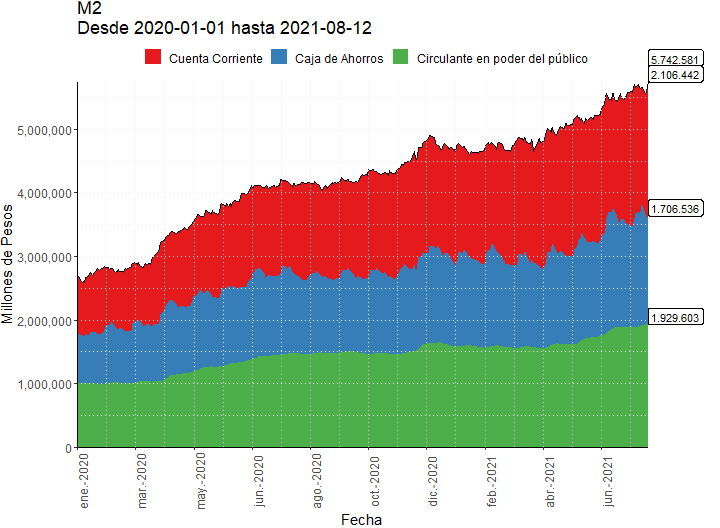 M2
Desde 2020-01-01 hasta 2021-08-12
Cuenta Corriente Caja de Ahorros Circulante en poder del público
5.742.581
2.106.442
1.706.536
1.929.603
5,000,000
4,000,000
3,000,000
2,000,000
1,000,000
0
Millones de Pesos
ene.-2020
mar.-2020
may.-2020
jun.-2020
ago.-2020
oct.-2020
dic.-2020
feb.-2021
abr.-2021
jun.-2021
Fecha